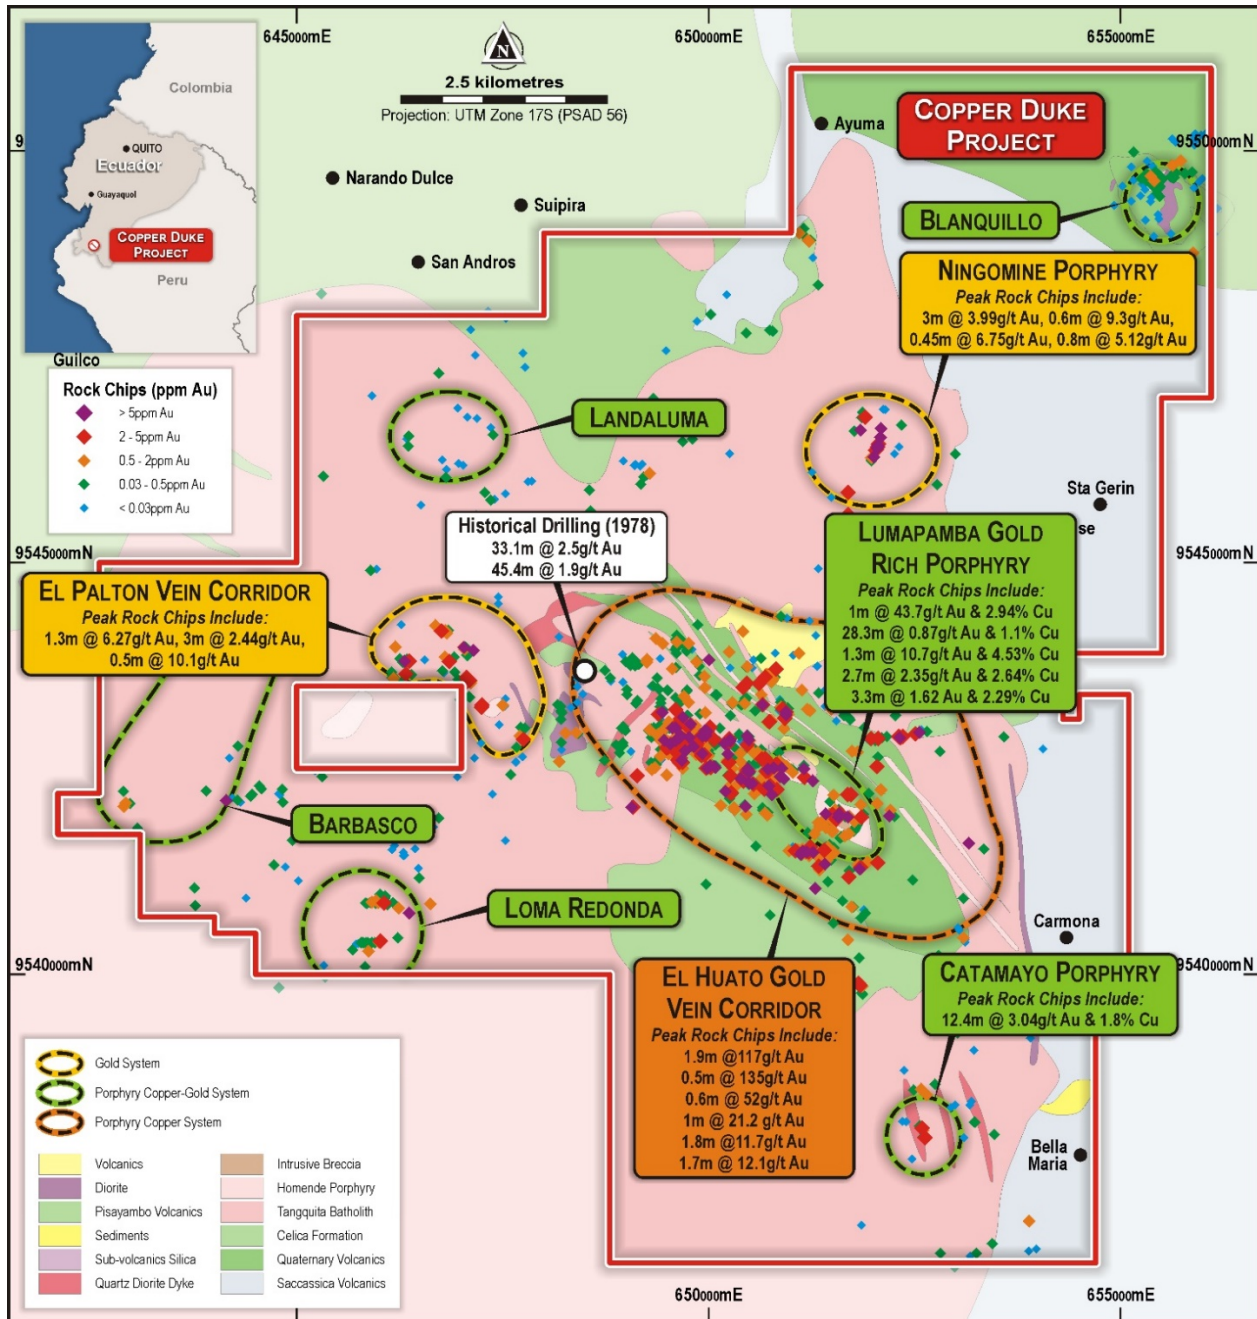 645000mE
650000mE
655000mE
N
2.5 kilometres
Projection: UTM Zone 17S (PSAD 56)
Colombia
QUITO
Ecuador
Guayaquol
COPPER DUKE
PROJECT
Peru
COPPER DUKE
PROJECT
Ayuma
9550000mN
Narando Dulce
Suipira
San Andros
BLANQUILLO
NINGOMINE PORPHYRY
Peak Rock Chips Include:
3m @ 3.99g/t Au, 0.6m @ 9.3g/t Au,
0.45m @ 6.75g/t Au, 0.8m @ 5.12g/t Au
Guilco
Rock Chips (ppm Au)
> 5ppm Au
2 - 5ppm Au
0.5 - 2ppm Au
0.03 - 0.5ppm Au
< 0.03ppm Au
LANDALUMA
Sta Gerin
se
Historical Drilling (1978)
33.1m @ 2.5g/t Au
45.4m @ 1.9g/t Au
LUMAPAMBA GOLD
RICH PORPHYRY
Peak Rock Chips Include:
1m @ 43.7g/t Au & 2.94% Cu
28.3m @ 0.87g/t Au & 1.1% Cu
1.3m @ 10.7g/t Au & 4.53% Cu
2.7m @ 2.35g/t Au & 2.64% Cu
3.3m @ 1.62 Au & 2.29% Cu
9545000mN
9545000mN
EL PALTON VEIN CORRIDOR
Peak Rock Chips Include:
1.3m @ 6.27g/t Au, 3m @ 2.44g/t Au,
0.5m @ 10.1g/t Au
BARBASCO
LOMA REDONDA
Carmona
9540000mN
9540000mN
EL HUATO GOLD
VEIN CORRIDOR
Peak Rock Chips Include:
1.9m @117g/t Au
0.5m @ 135g/t Au
0.6m @ 52g/t Au
1m @ 21.2 g/t Au
1.8m @11.7g/t Au
1.7m @ 12.1g/t Au
CATAMAYO PORPHYRY
Peak Rock Chips Include:
12.4m @ 3.04g/t Au & 1.8% Cu
Bella
Maria
Gold System
Porphyry Copper-Gold System
Porphyry Copper System
Volcanics
Diorite
Pisayambo Volcanics
Sediments
Sub-volcanics Silica
Quartz Diorite Dyke
Intrusive Breccia
Homende Porphyry
Tangquita Batholith
Celica Formation
Quaternary Volcanics
Saccassica Volcanics
650000mE
655000mE